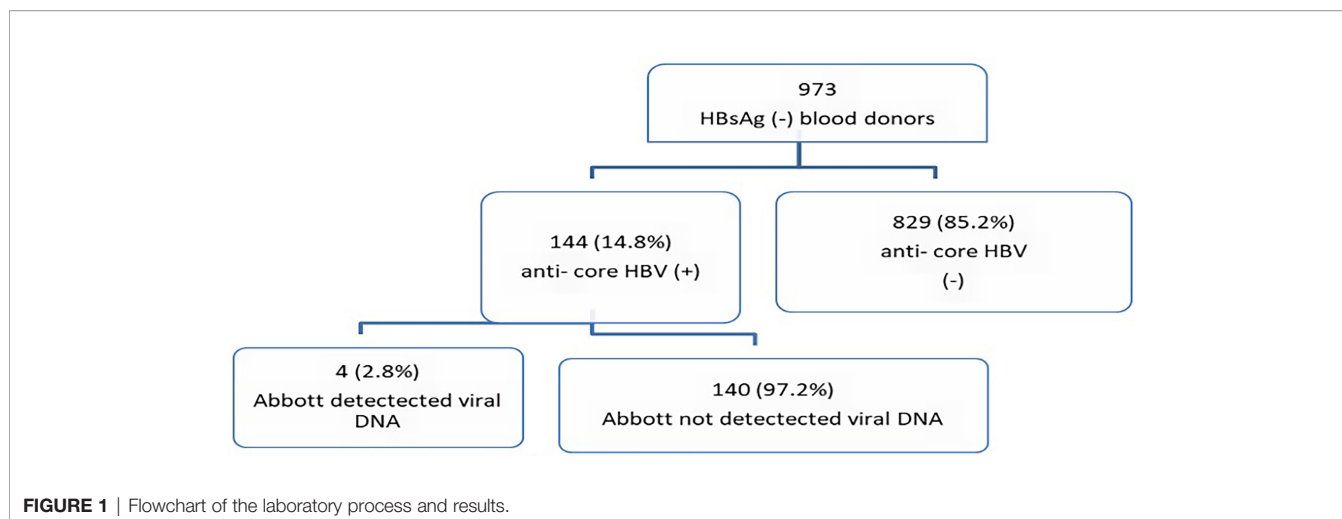 973
HBsAg (-) blood donors
144 (14.8%)
anti- core HBV (+)
829 (85.2%)
anti- core HBV
(-)
4 (2.8%)
Abbott detectected viral
DNA
140 (97.2%)
Abbott not detectected viral DNA
FIGURE 1 | Flowchart of the laboratory process and results.